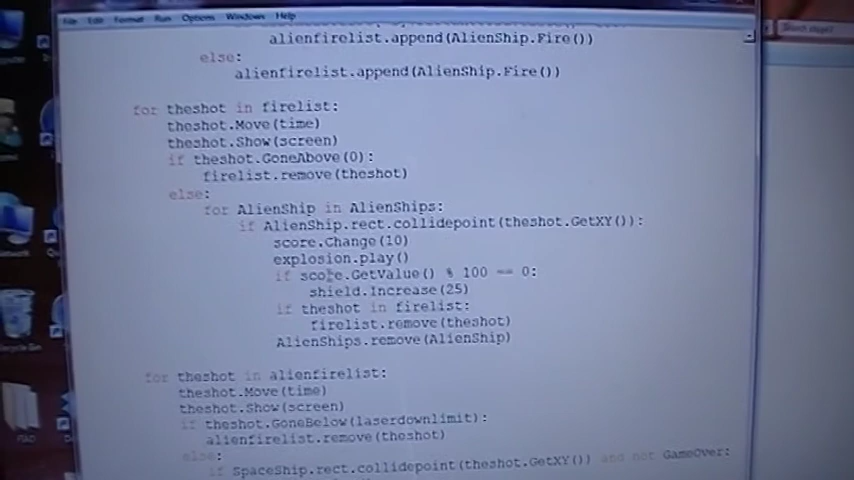 File Edit Format Run Options Windows Help
alienfirelist.append(AlienShip.Fire())
else:
alienfirelist.append(AlienShip.Fire())
for theshot in firelist:
theshot.Move(time)
theshot.Show(screen)
if theshot.GoneAbove(0):
firelist.remove(theshot)
else:
for AlienShip in AlienShips:
if AlienShip.rect.collidepoint(theshot.GetXY()):
score.Change(10)
explosion.play()
if score.GetValue() % 100 == 0:
shield.Increase(25)
if theshot in firelist:
firelist.remove(theshot)
AlienShips.remove(AlienShip)
for theshot in alienfirelist:
theshot.Move(time)
theshot.Show(screen)
if theshot.GoneBelow(laserdownlimit):
alienfirelist.remove(theshot)
else:
if SpaceShip.rect.collidepoint(theshot.GetXY()) and not GameOver: